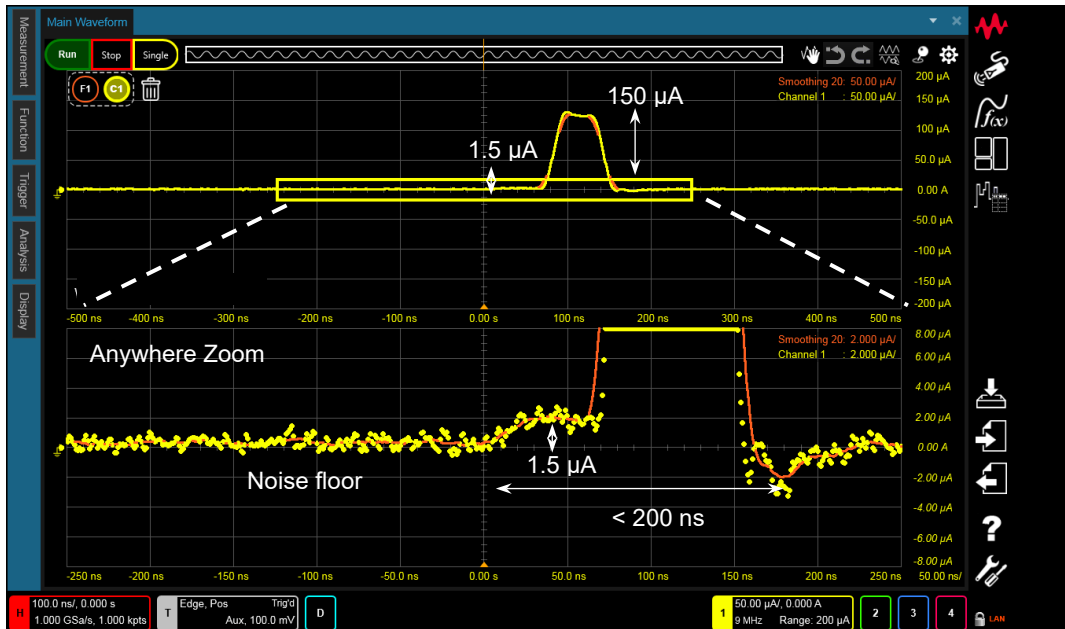 Main Waveform
Measurement
Function
Trigger
Analysis
Display
Run
Stop
Single
F1
C1
Smoothing 20: 50.00 µA/
Channel 1 : 50.00 µA/
200 µA
150 µA
100 µA
50.0 µA
0.00 A
-50.0 µA
-100 µA
-150 µA
-200 µA
150 µA
1.5 µA
-500 ns -400 ns -300 ns -200 ns -100 ns 0.00 s 100 ns 200 ns 300 ns 400 ns 500 ns
Anywhere Zoom
Smoothing 20: 2.000 µA/
Channel 1 : 2.000 µA/
8.00 µA
6.00 µA
4.00 µA
2.00 µA
0.00 A
-2.00 µA
-4.00 µA
-6.00 µA
-8.00 µA
1.5 µA
Noise floor
< 200 ns
-250 ns -200 ns -150 ns -100 ns -50.0 ns 0.00 s 50.0 ns 100 ns 150 ns 200 ns 250 ns 50.00 ns/
f(x)
?
H
100.0 ns/, 0.000 s
1.000 GSa/s, 1.000 kpts
T
Edge, Pos Trig'd
Aux, 100.0 mV
D
1
50.00 µA/, 0.000 A
9 MHz Range: 200 µA
2
3
4
LAN